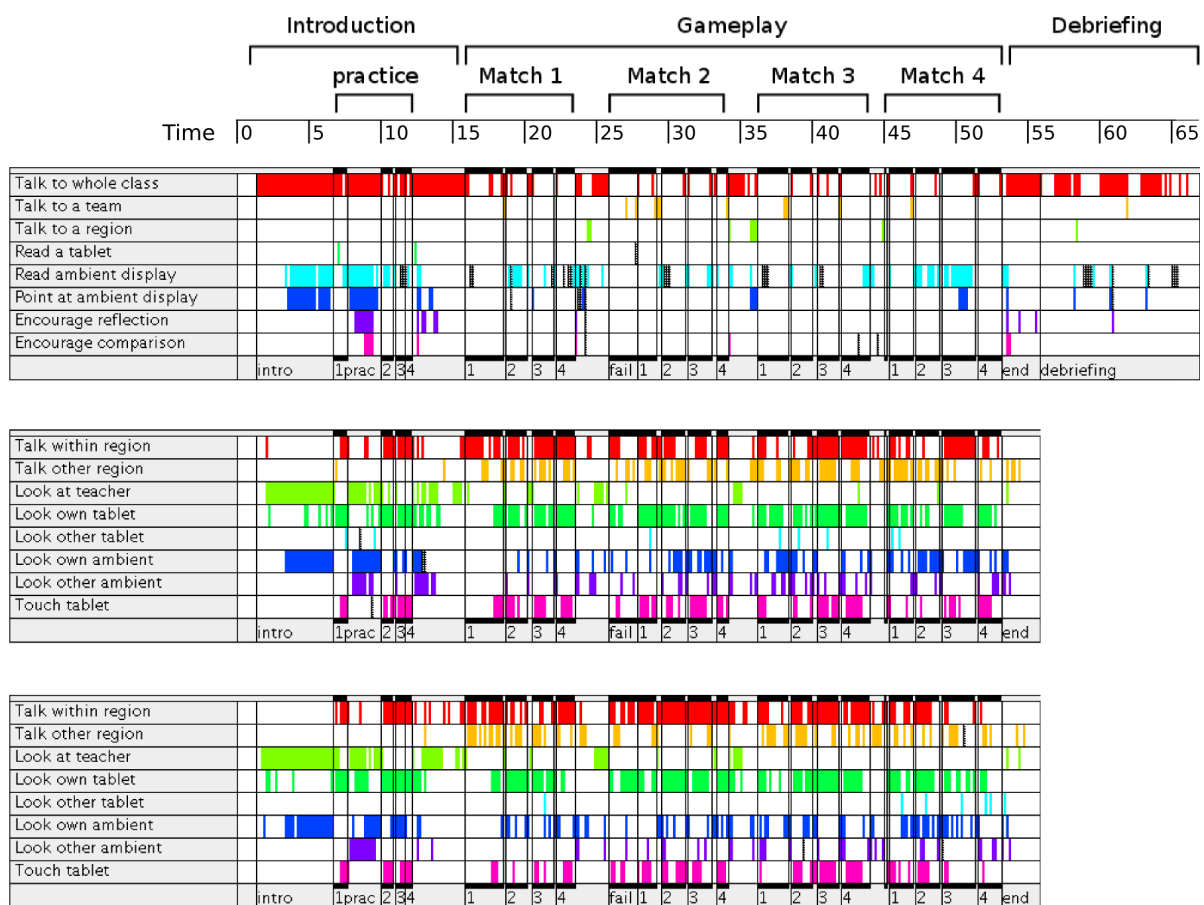 Introduction Gameplay Debriefing
practice Match 1 Match 2 Match 3 Match 4
Time 0 5 10 15 20 25 30 35 40 45 50 55 60 65
Talk to whole class
Talk to a team
Talk to a region
Read a tablet
Read ambient display
Point at ambient display
Encourage reflection
Encourage comparison
intro 1prac 2 3 4 1 2 3 4 fail 1 2 3 4 1 2 3 4 1 2 3 4 end debriefing
Talk within region
Talk other region
Look at teacher
Look own tablet
Look other tablet
Look own ambient
Look other ambient
Touch tablet
intro 1prac 2 3 4 1 2 3 4 fail 1 2 3 4 1 2 3 4 1 2 3 4 end
Talk within region
Talk other region
Look at teacher
Look own tablet
Look other tablet
Look own ambient
Look other ambient
Touch tablet
intro 1prac 2 3 4 1 2 3 4 fail 1 2 3 4 1 2 3 4 1 2 3 4 end